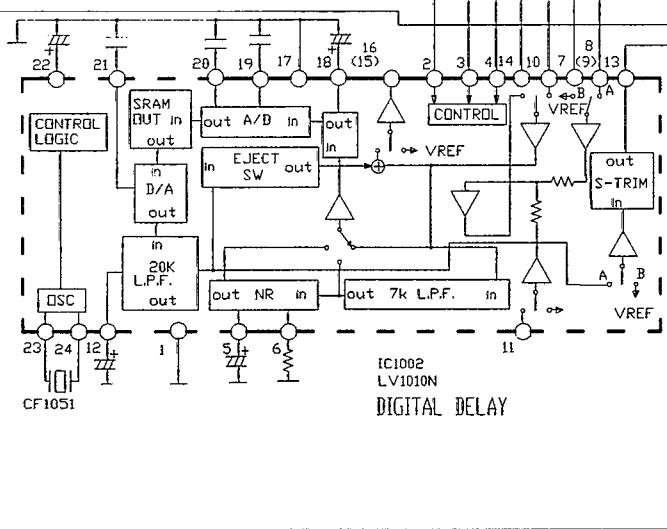 22 21 20 19 17 18 16 (15) 2 3 4 14 10 7 8 (9) 13
CONTROL LOGIC
SRAM OUT in
out
out A/D in
out
in
CONTROL
B A
VREF
VREF
in EJECT SW out
in
D/A
out
out
S-TRIM
in
in
20K L.P.F.
out
A B
VREF
OSC
out NR in
out 7k L.P.F. in
23 24 12 1 5 6 11
CF1051
IC1002
LV1010N
DIGITAL DELAY